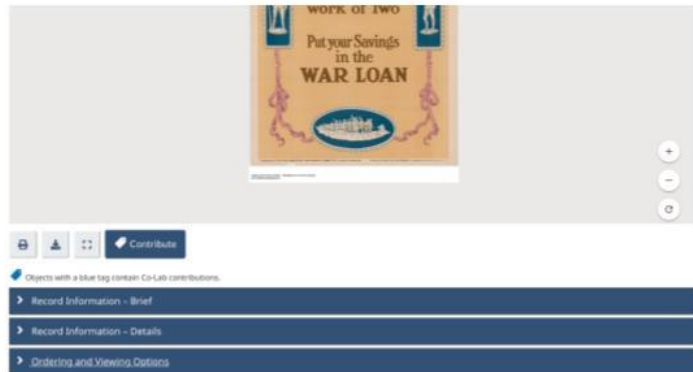 WORK OF TWO
Put your Savings
in the
WAR LOAN
Contribute
Objects with a blue tag contain Co-Lab contributions.
Record Information – Brief
Record Information – Details
Ordering and Viewing Options